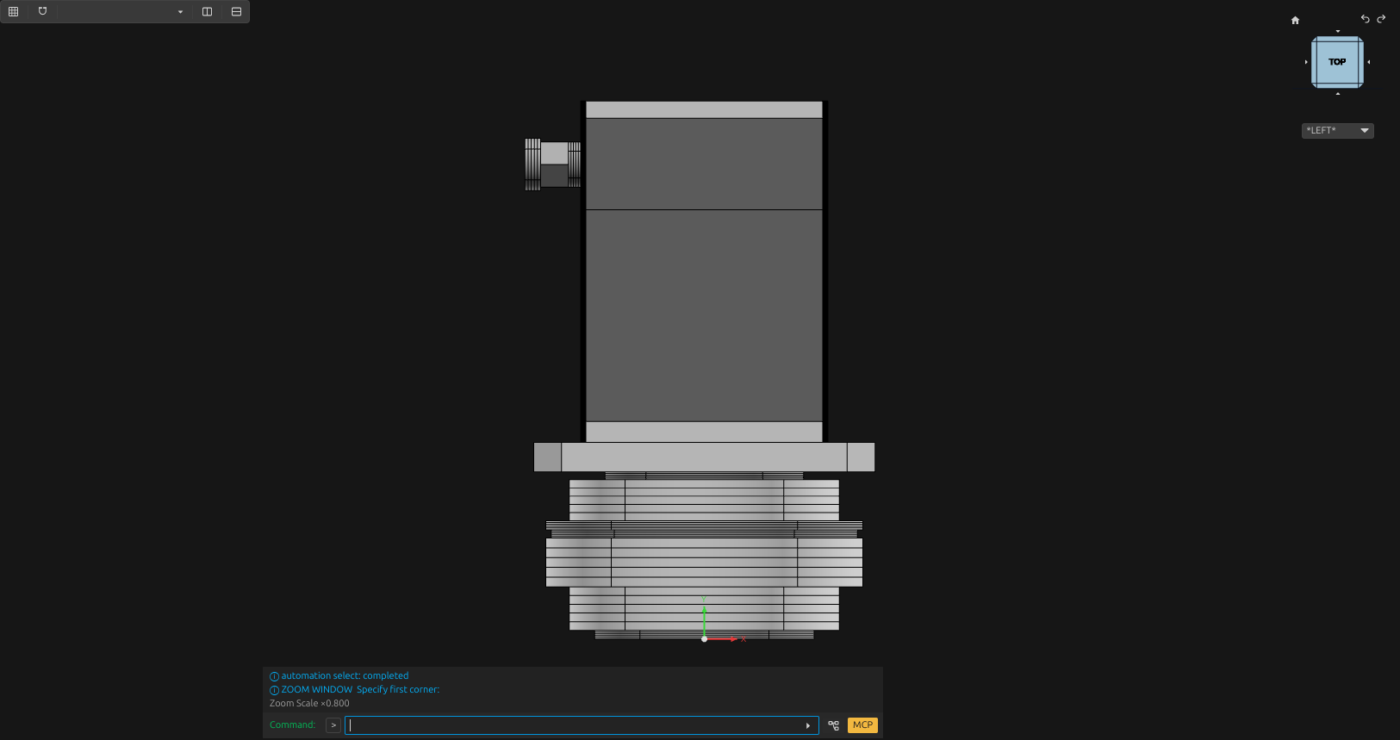 TOP
*LEFT*
Y
X
automation select: completed
ZOOM WINDOW Specify first corner:
Zoom Scale ×0.800
Command: >
MCP